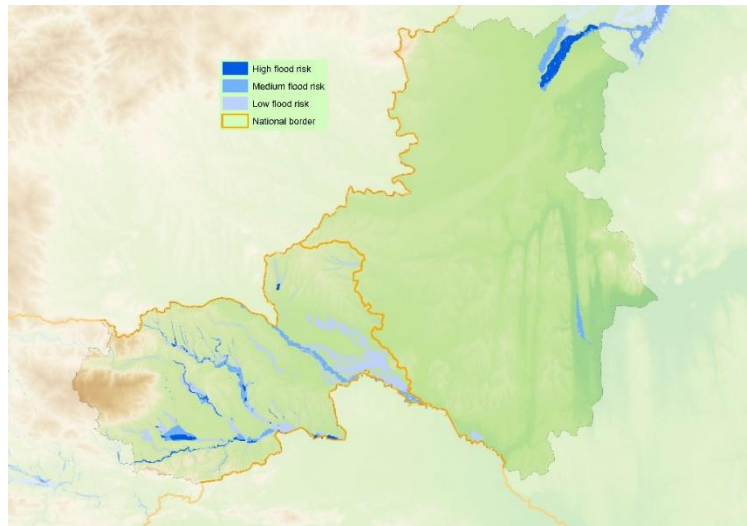 High flood risk
Medium flood risk
Low flood risk
National border